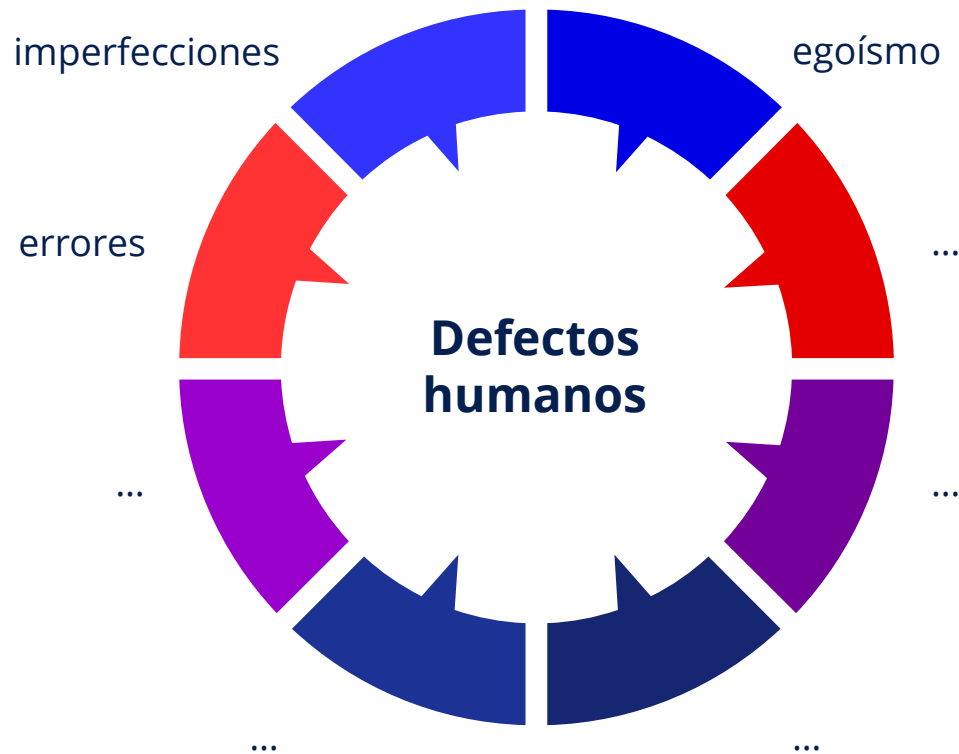 imperfecciones
egoísmo
errores
...
Defectos
humanos
...
...
...
...